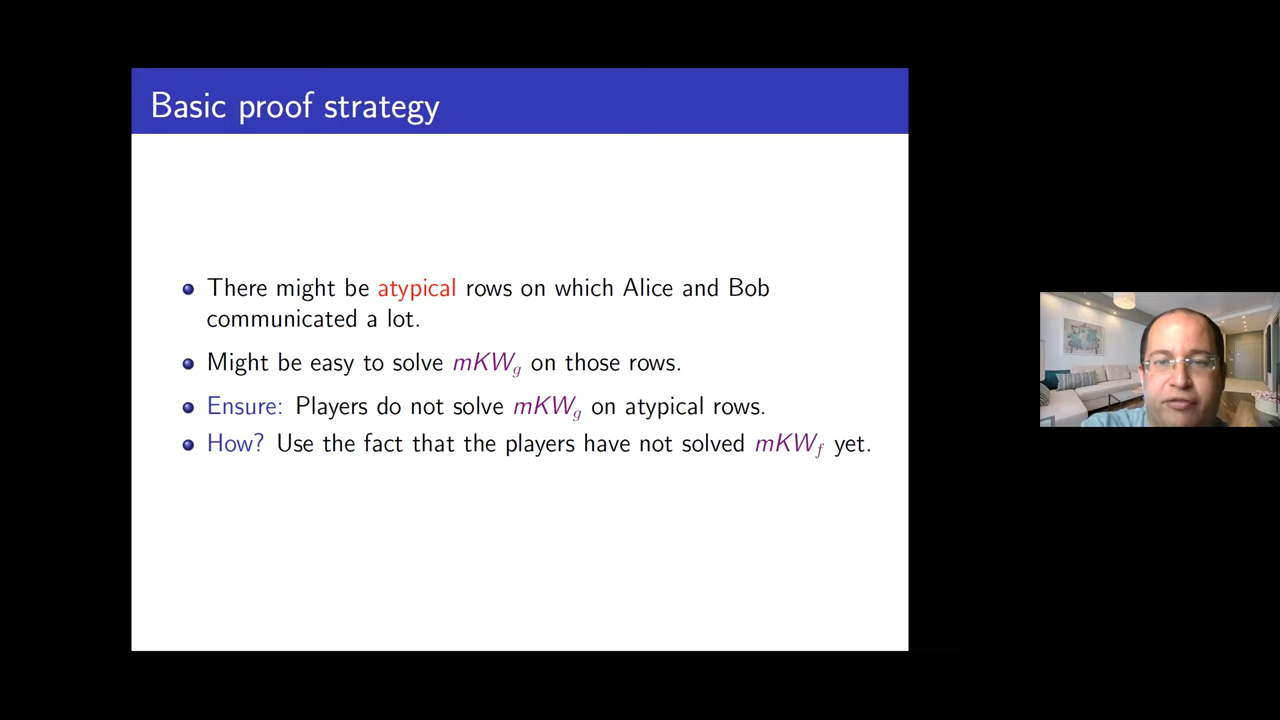 Basic proof strategy
There might be atypical rows on which Alice and Bob
communicated a lot.
Might be easy to solve mKW_g on those rows.
Ensure: Players do not solve mKW_g on atypical rows.
How? Use the fact that the players have not solved mKW_f yet.